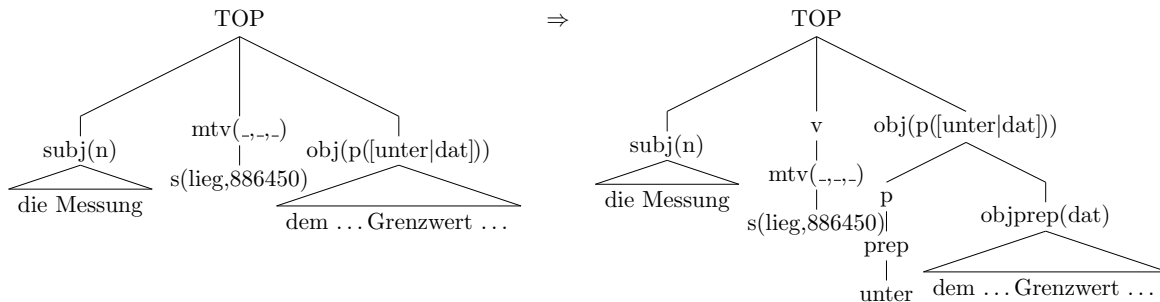 TOP
⇒
TOP
subj(n)
die Messung
mtv(_,_,_)
s(lieg,886450)
obj(p([unter|dat]))
dem … Grenzwert …
subj(n)
die Messung
v
mtv(_,_,_)
s(lieg,886450)
obj(p([unter|dat]))
p
prep
unter
objprep(dat)
dem … Grenzwert …